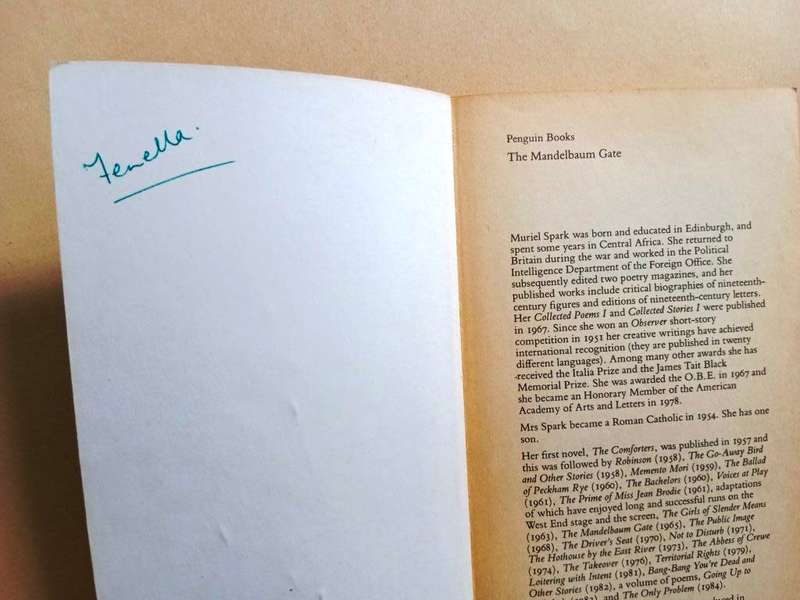 Fenella.
Penguin Books
The Mandelbaum Gate
Muriel Spark was born and educated in Edinburgh, and
spent some years in Central Africa. She returned to
Britain during the war and worked in the Political
Intelligence Department of the Foreign Office. She
subsequently edited two poetry magazines, and her
published works include critical biographies of nineteenth-
century figures and editions of nineteenth-century letters.
Her Collected Poems I and Collected Stories I were published
in 1967. Since she won an Observer short-story
competition in 1951 her creative writings have achieved
international recognition (they are published in twenty
different languages). Among many other awards she has
received the Italia Prize and the James Tait Black
Memorial Prize. She was awarded the O.B.E. in 1967 and
she became an Honorary Member of the American
Academy of Arts and Letters in 1978.
Mrs Spark became a Roman Catholic in 1954. She has one
son.
Her first novel, The Comforters, was published in 1957 and
this was followed by Robinson (1958), The Go-Away Bird
and Other Stories (1958), Memento Mori (1959), The Ballad
of Peckham Rye (1960), The Bachelors (1960), Voices at Play
(1961), The Prime of Miss Jean Brodie (1961), adaptations
of which have enjoyed long and successful runs on the
West End stage and the screen, The Girls of Slender Means
(1963), The Mandelbaum Gate (1965), The Public Image
(1968), The Driver's Seat (1970), Not to Disturb (1971),
The Hothouse by the East River (1973), The Abbess of Crewe
(1974), The Takeover (1976), Territorial Rights (1979),
Loitering with Intent (1981), Bang-Bang You're Dead and
Other Stories (1982), a volume of poems, Going Up to
and The Only Problem (1984).